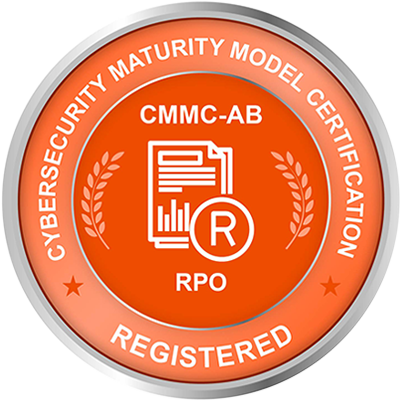 CYBERSECURITY MATURITY MODEL CERTIFICATION
CMMC-AB
R
RPO
REGISTERED